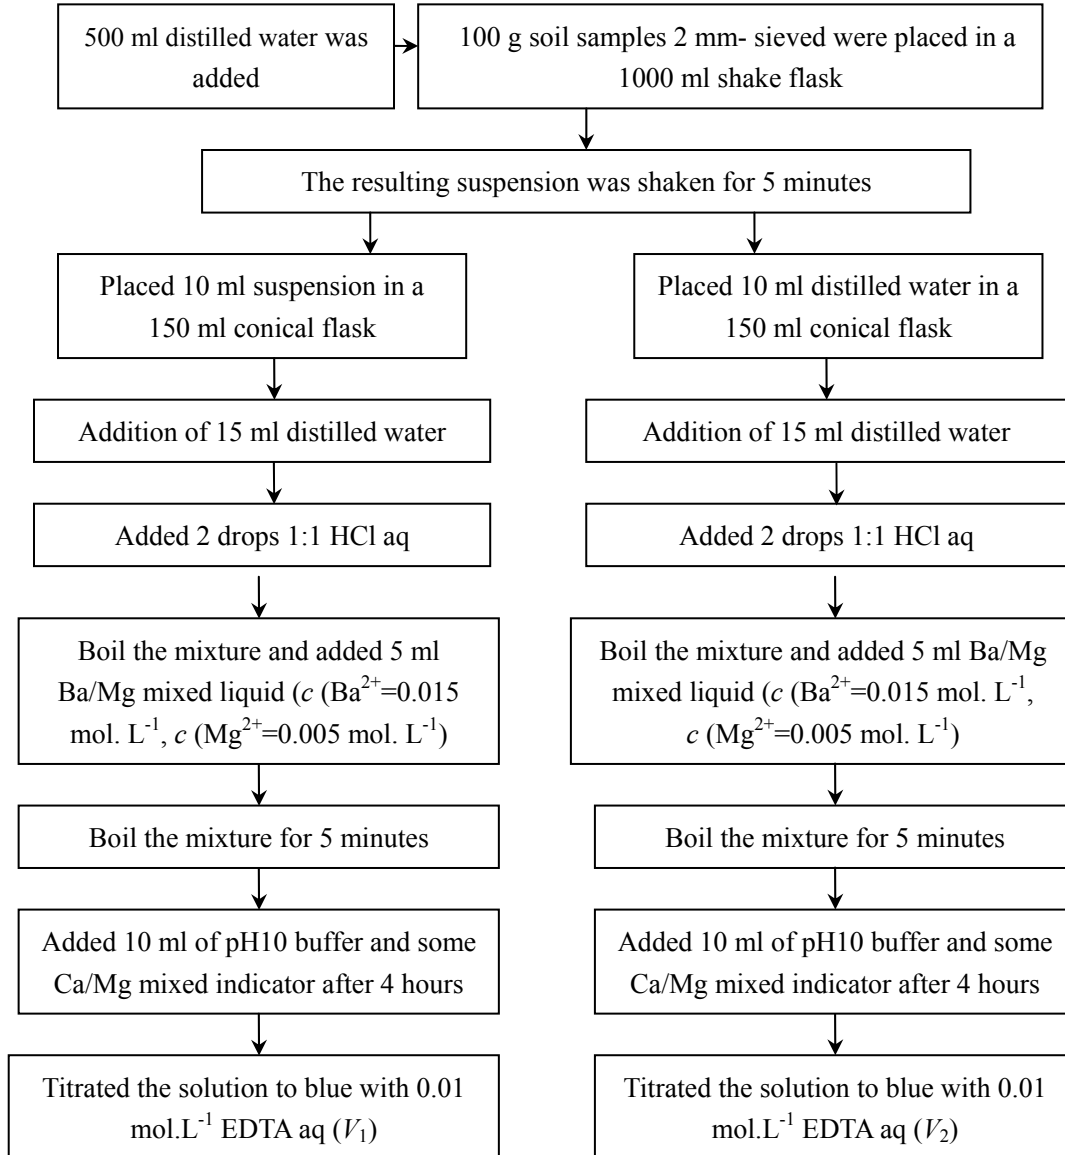 500 ml distilled water was
added
100 g soil samples 2 mm- sieved were placed in a
1000 ml shake flask
The resulting suspension was shaken for 5 minutes
Placed 10 ml suspension in a
150 ml conical flask
Addition of 15 ml distilled water
Added 2 drops 1:1 HCl aq
Boil the mixture and added 5 ml
Ba/Mg mixed liquid (c (Ba²⁺=0.015
mol. L⁻¹, c (Mg²⁺=0.005 mol. L⁻¹)
Boil the mixture for 5 minutes
Added 10 ml of pH10 buffer and some
Ca/Mg mixed indicator after 4 hours
Titrated the solution to blue with 0.01
mol.L⁻¹ EDTA aq (V₁)
Placed 10 ml distilled water in a
150 ml conical flask
Addition of 15 ml distilled water
Added 2 drops 1:1 HCl aq
Boil the mixture and added 5 ml Ba/Mg
mixed liquid (c (Ba²⁺=0.015 mol. L⁻¹,
c (Mg²⁺=0.005 mol. L⁻¹)
Boil the mixture for 5 minutes
Added 10 ml of pH10 buffer and some
Ca/Mg mixed indicator after 4 hours
Titrated the solution to blue with 0.01
mol.L⁻¹ EDTA aq (V₂)